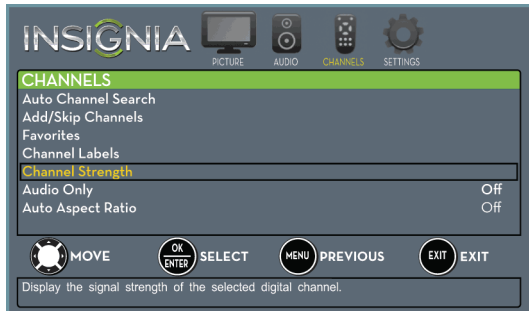 INSIGNIA
PICTURE AUDIO CHANNELS SETTINGS
CHANNELS
Auto Channel Search
Add/Skip Channels
Favorites
Channel Labels
Channel Strength
Audio Only Off
Auto Aspect Ratio Off
MOVE OK ENTER SELECT MENU PREVIOUS EXIT EXIT
Display the signal strength of the selected digital channel.